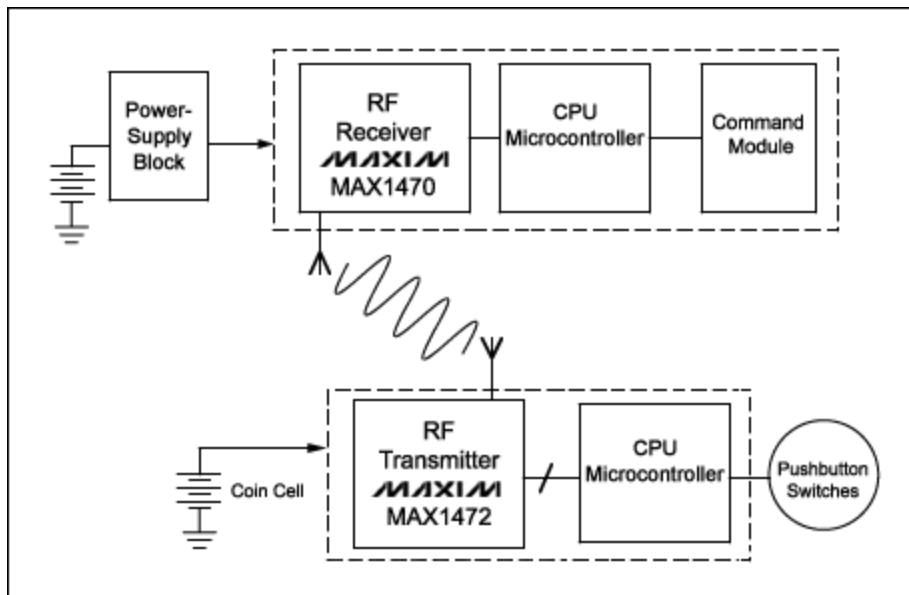 Power-
Supply
Block
RF
Receiver
MAXIM
MAX1470
CPU
Microcontroller
Command
Module
RF
Transmitter
MAXIM
MAX1472
CPU
Microcontroller
Pushbutton
Switches
Coin Cell